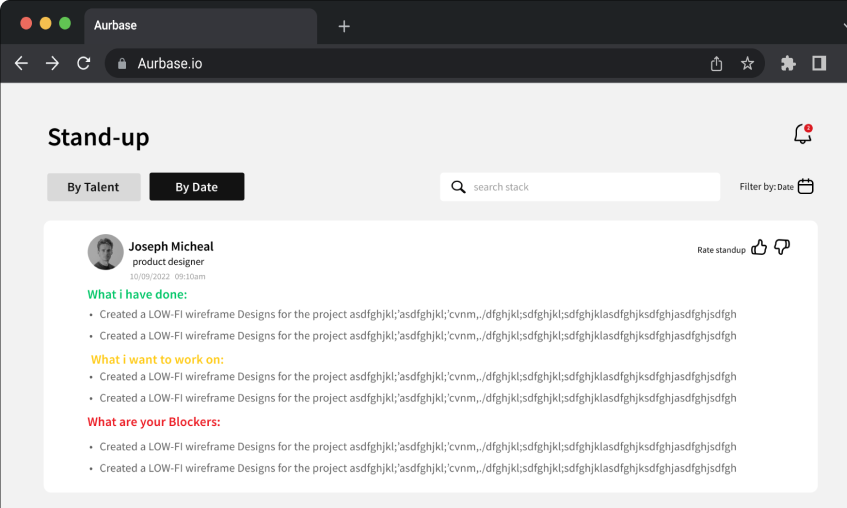 Aurbase
Aurbase.io
Stand-up
2
By Talent
By Date
search stack
Filter by: Date
Joseph Micheal
product designer
10/09/2022 09:10am
Rate standup
What i have done:
• Created a LOW-FI wireframe Designs for the project asdfghjkl;'asdfghjkl;'cvnm,./dfghjkl;sdfghjkl;sdfghjklasdfghjksdfghjasdfghjsdfgh
• Created a LOW-FI wireframe Designs for the project asdfghjkl;'asdfghjkl;'cvnm,./dfghjkl;sdfghjkl;sdfghjklasdfghjksdfghjasdfghjsdfgh
What i want to work on:
• Created a LOW-FI wireframe Designs for the project asdfghjkl;'asdfghjkl;'cvnm,./dfghjkl;sdfghjkl;sdfghjklasdfghjksdfghjasdfghjsdfgh
• Created a LOW-FI wireframe Designs for the project asdfghjkl;'asdfghjkl;'cvnm,./dfghjkl;sdfghjkl;sdfghjklasdfghjksdfghjasdfghjsdfgh
What are your Blockers:
• Created a LOW-FI wireframe Designs for the project asdfghjkl;'asdfghjkl;'cvnm,./dfghjkl;sdfghjkl;sdfghjklasdfghjksdfghjasdfghjsdfgh
• Created a LOW-FI wireframe Designs for the project asdfghjkl;'asdfghjkl;'cvnm,./dfghjkl;sdfghjkl;sdfghjklasdfghjksdfghjasdfghjsdfgh